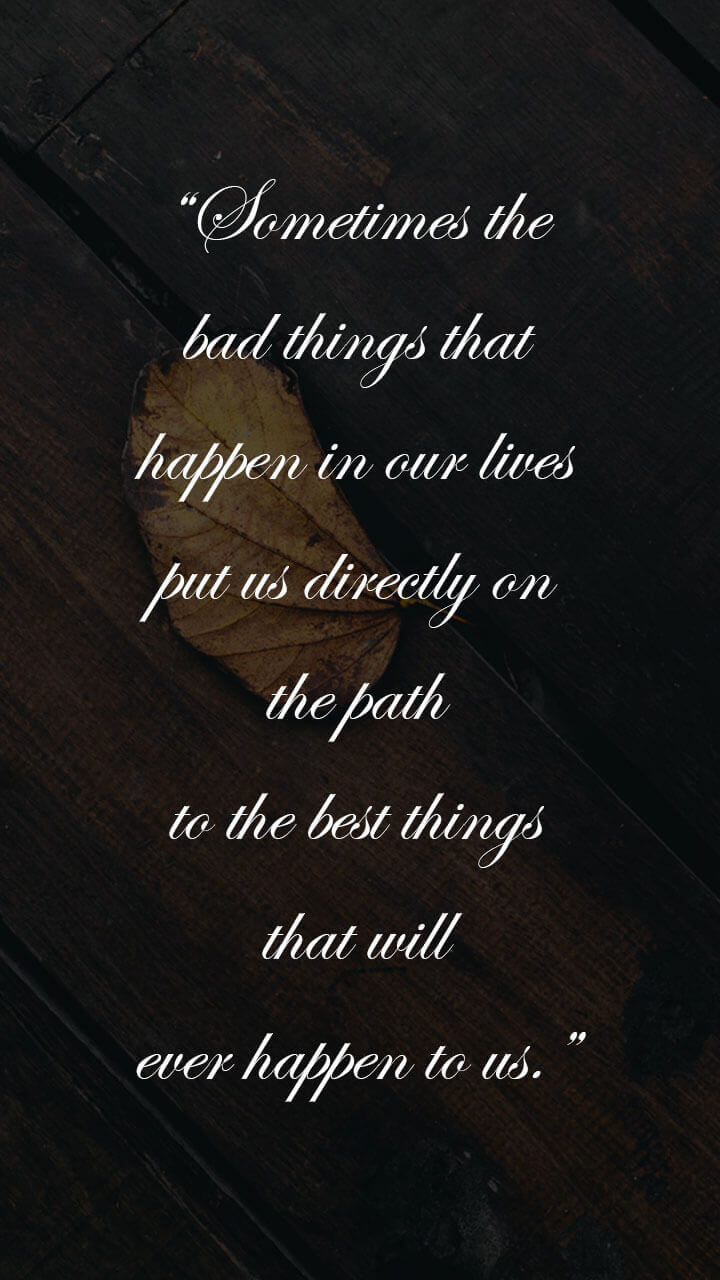 “Sometimes the
bad things that
happen in our lives
put us directly on
the path
to the best things
that will
ever happen to us.”